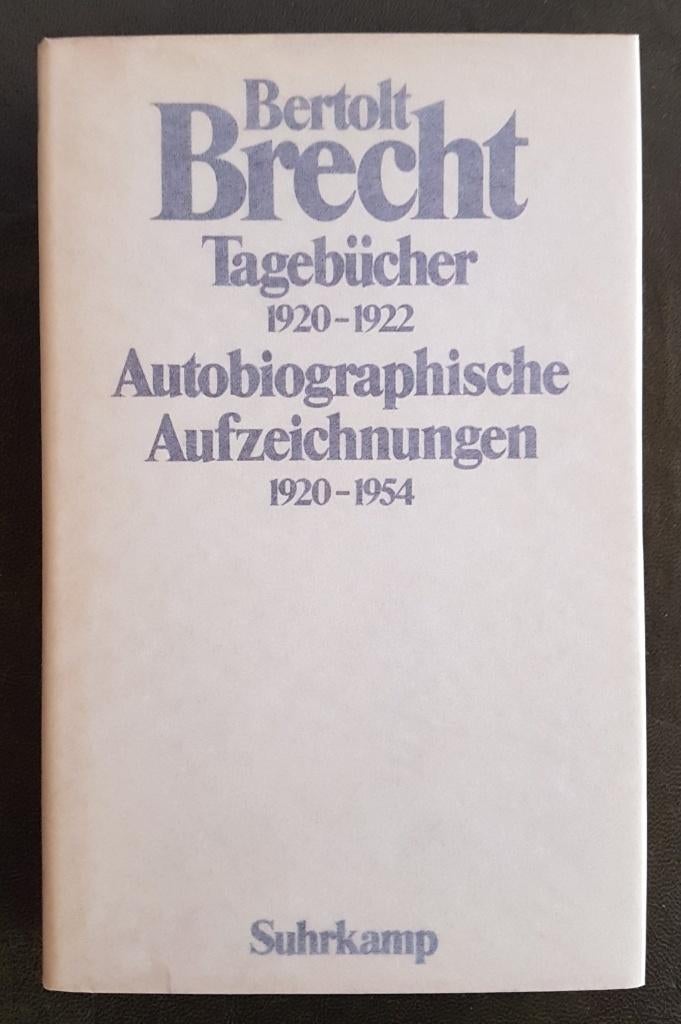 Bertolt
Brecht
Tagebücher
1920-1922
Autobiographische
Aufzeichnungen
1920-1954
Suhrkamp